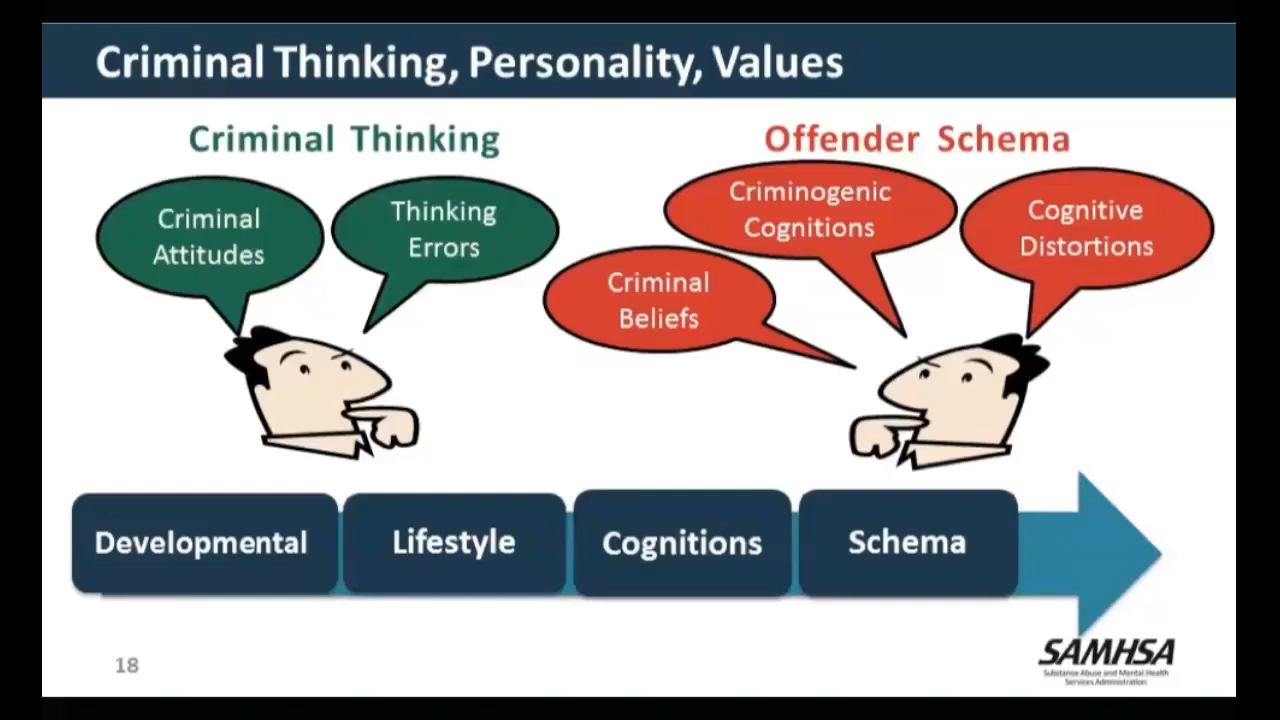 Criminal Thinking, Personality, Values
Criminal Thinking
Offender Schema
Criminal
Attitudes
Thinking
Errors
Criminal
Beliefs
Criminogenic
Cognitions
Cognitive
Distortions
Developmental
Lifestyle
Cognitions
Schema
18
SAMHSA
Substance Abuse and Mental Health
Services Administration